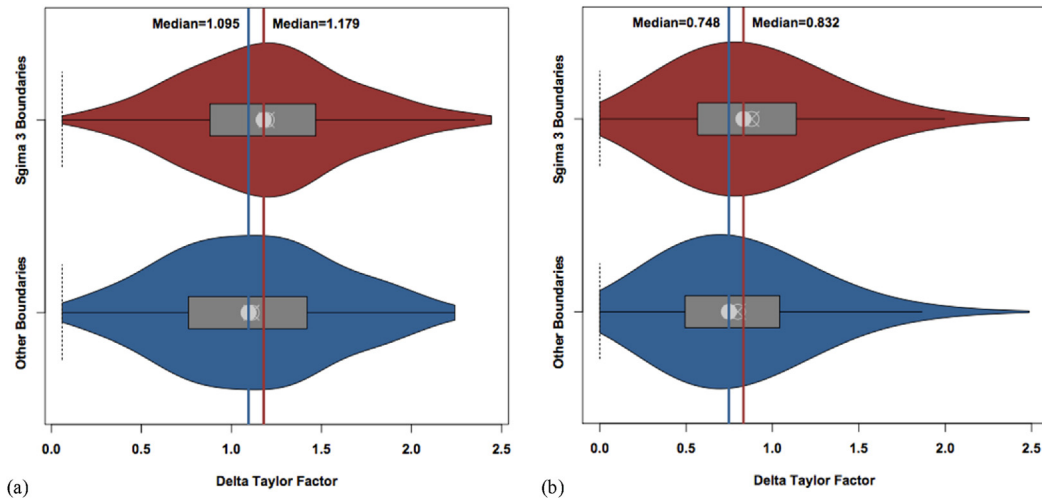 Median=1.095 Median=1.179
Sgima 3 Boundaries
Other Boundaries
0.0 0.5 1.0 1.5 2.0 2.5
Delta Taylor Factor
(a)
Median=0.748 Median=0.832
Sgima 3 Boundaries
Other Boundaries
0.0 0.5 1.0 1.5 2.0 2.5
Delta Taylor Factor
(b)